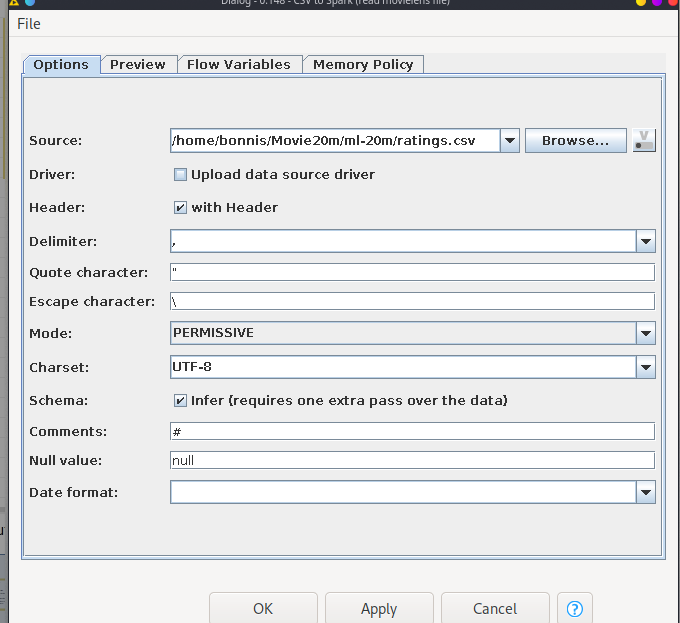 Dialog - 0:148 - CSV to Spark (read movielens file)
File
Options Preview Flow Variables Memory Policy
Source: /home/bonnis/Movie20m/ml-20m/ratings.csv Browse... V
Driver: Upload data source driver
Header: with Header
Delimiter: ,
Quote character: "
Escape character: \
Mode: PERMISSIVE
Charset: UTF-8
Schema: Infer (requires one extra pass over the data)
Comments: #
Null value: null
Date format:
OK Apply Cancel ?